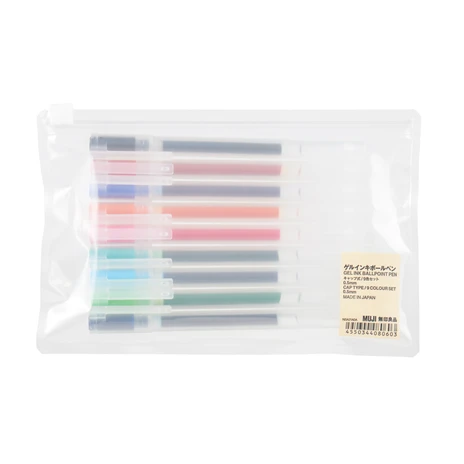 ゲルインキボールペン
GEL INK BALLPOINT PEN
キャップ式/9色セット
0.5mm
CAP TYPE / 9 COLOUR SET
0.5mm
MADE IN JAPAN
MUJI 無印良品
4550344080603